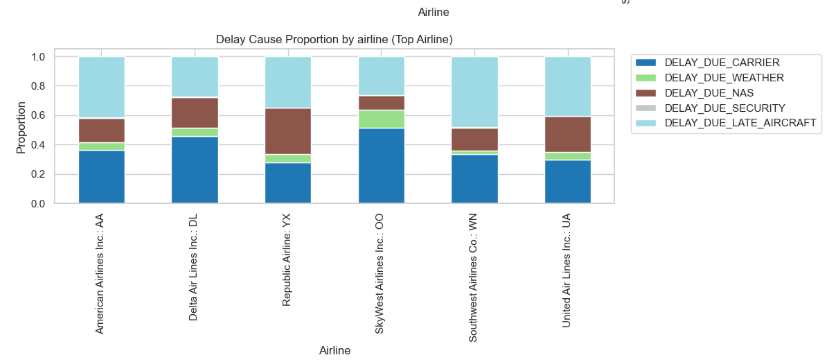 Airline
Delay Cause Proportion by airline (Top Airline)
1.0
0.8
0.6
0.4
0.2
0.0
Proportion
DELAY_DUE_CARRIER
DELAY_DUE_WEATHER
DELAY_DUE_NAS
DELAY_DUE_SECURITY
DELAY_DUE_LATE_AIRCRAFT
American Airlines Inc.: AA
Delta Air Lines Inc.: DL
Republic Airline: YX
SkyWest Airlines Inc.: OO
Southwest Airlines Co.: WN
United Air Lines Inc.: UA
Airline